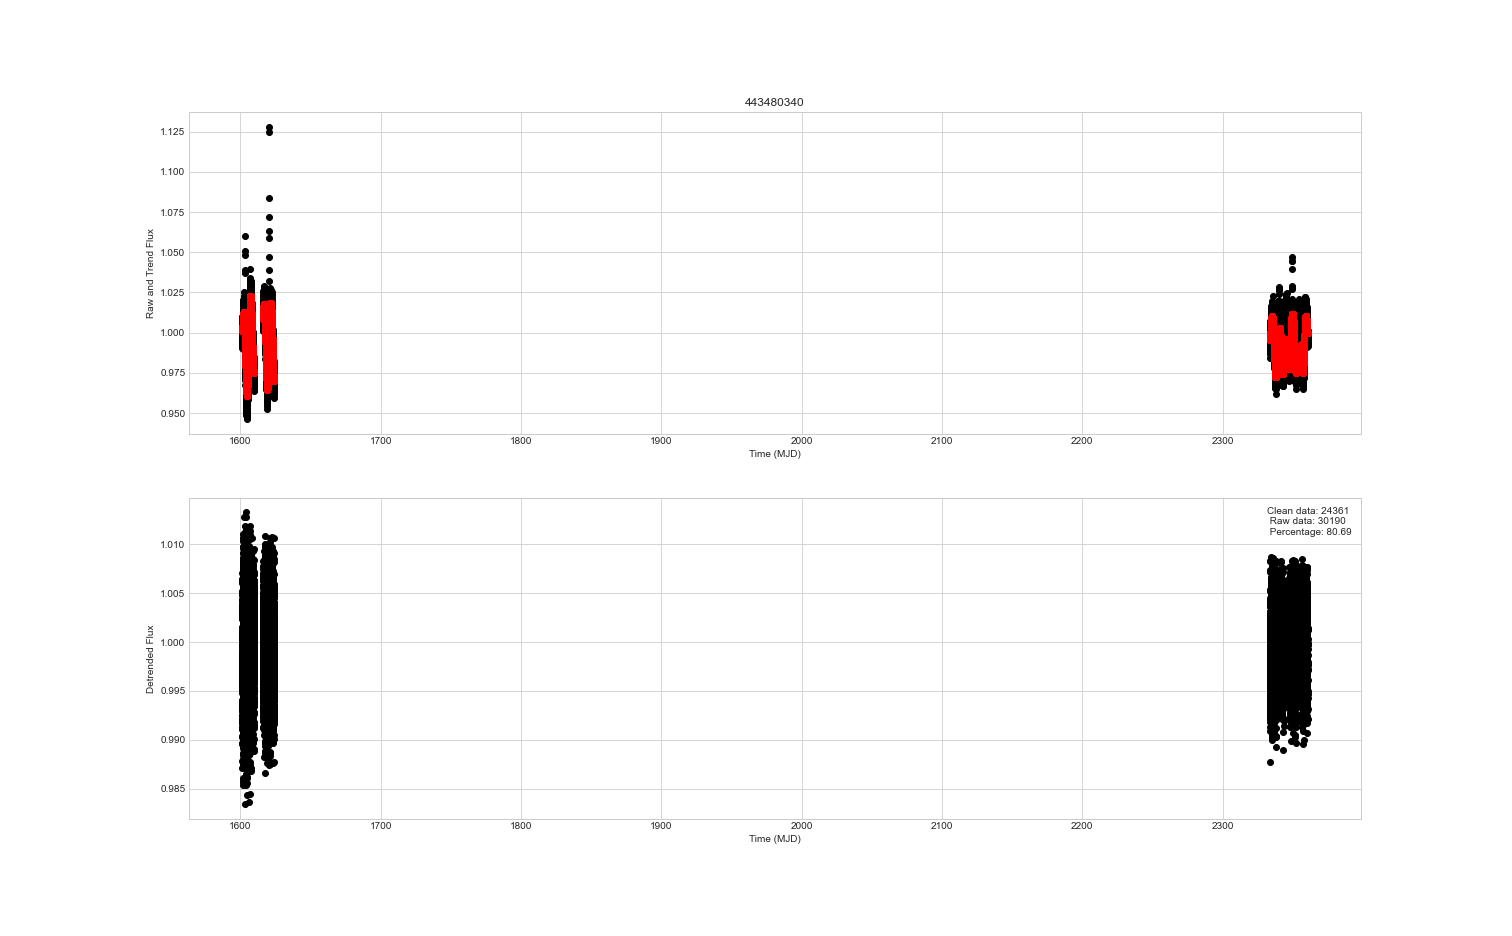 443480340
Raw and Trend Flux
1.125
1.100
1.075
1.050
1.025
1.000
0.975
0.950
1600 1700 1800 1900 2000 2100 2200 2300
Time (MJD)
Clean data: 24361
Raw data: 30190
Percentage: 80.69
Detrended Flux
1.010
1.005
1.000
0.995
0.990
0.985
1600 1700 1800 1900 2000 2100 2200 2300
Time (MJD)